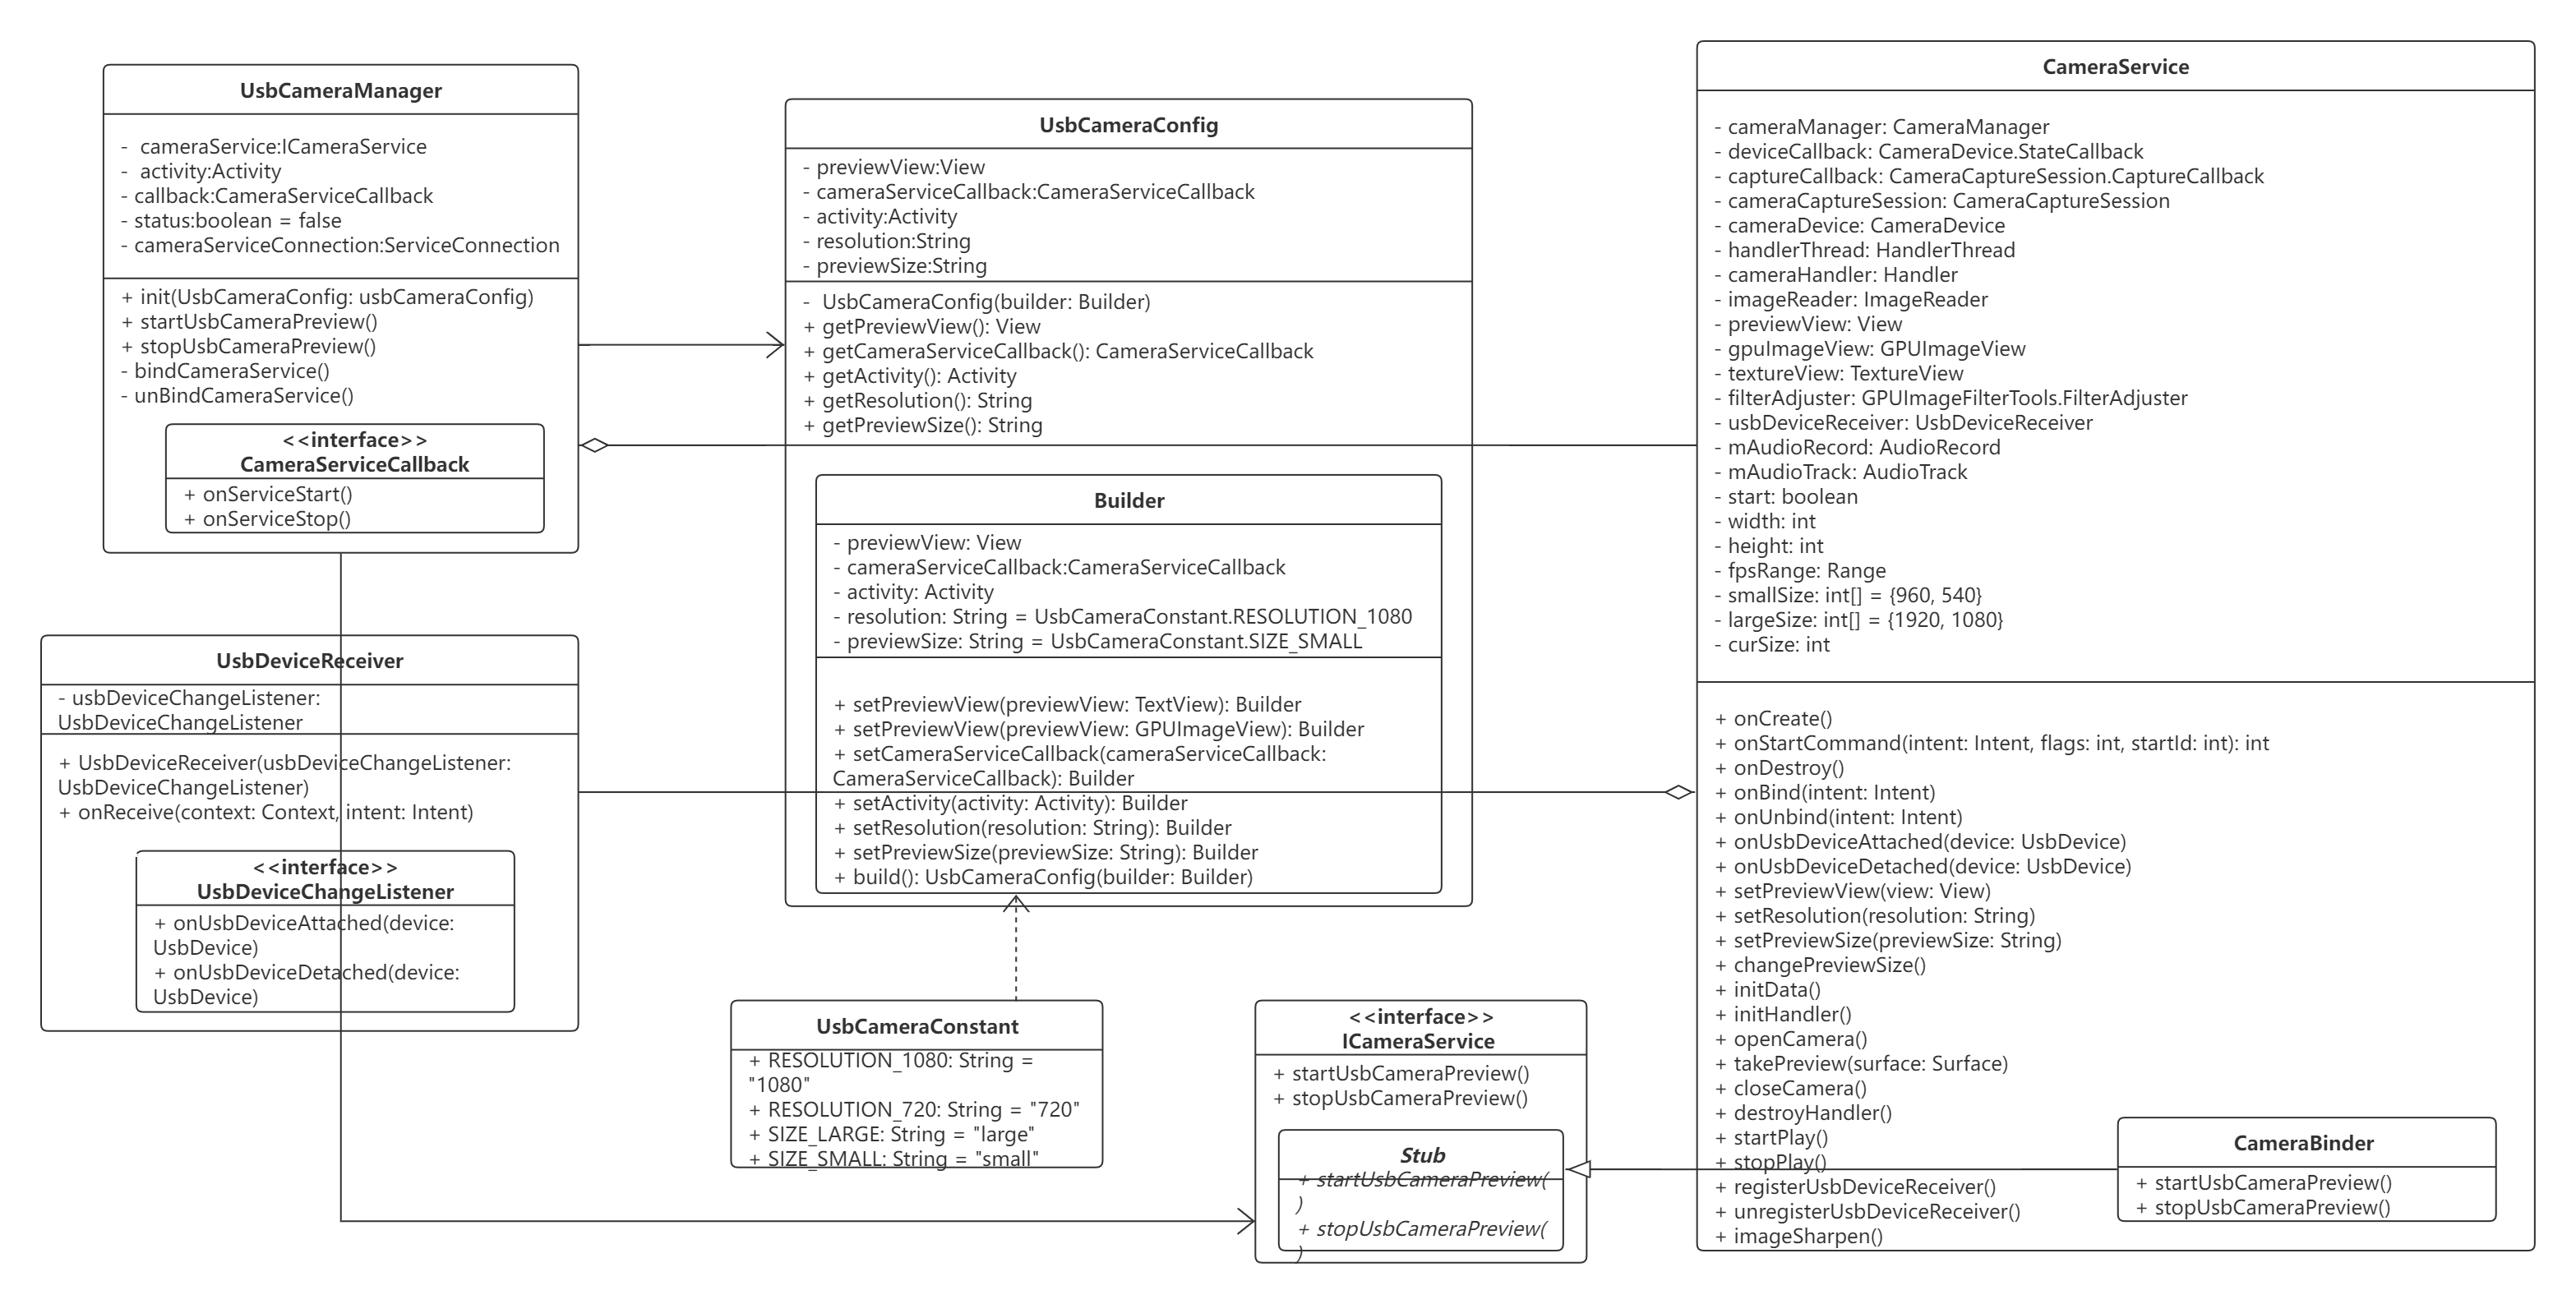 UsbCameraManager
-  cameraService:ICameraService
-  activity:Activity
- callback:CameraServiceCallback
- status:boolean = false
- cameraServiceConnection:ServiceConnection
+ init(UsbCameraConfig: usbCameraConfig)
+ startUsbCameraPreview()
+ stopUsbCameraPreview()
- bindCameraService()
- unBindCameraService()
<<interface>>
CameraServiceCallback
+ onServiceStart()
+ onServiceStop()
UsbDeviceReceiver
- usbDeviceChangeListener:
UsbDeviceChangeListener
+ UsbDeviceReceiver(usbDeviceChangeListener:
UsbDeviceChangeListener)
+ onReceive(context: Context, intent: Intent)
<<interface>>
UsbDeviceChangeListener
+ onUsbDeviceAttached(device:
UsbDevice)
+ onUsbDeviceDetached(device:
UsbDevice)
UsbCameraConfig
- previewView:View
- cameraServiceCallback:CameraServiceCallback
- activity:Activity
- resolution:String
- previewSize:String
-  UsbCameraConfig(builder: Builder)
+ getPreviewView(): View
+ getCameraServiceCallback(): CameraServiceCallback
+ getActivity(): Activity
+ getResolution(): String
+ getPreviewSize(): String
Builder
- previewView: View
- cameraServiceCallback:CameraServiceCallback
- activity: Activity
- resolution: String = UsbCameraConstant.RESOLUTION_1080
- previewSize: String = UsbCameraConstant.SIZE_SMALL
+ setPreviewView(previewView: TextView): Builder
+ setPreviewView(previewView: GPUImageView): Builder
+ setCameraServiceCallback(cameraServiceCallback:
CameraServiceCallback): Builder
+ setActivity(activity: Activity): Builder
+ setResolution(resolution: String): Builder
+ setPreviewSize(previewSize: String): Builder
+ build(): UsbCameraConfig(builder: Builder)
UsbCameraConstant
+ RESOLUTION_1080: String =
"1080"
+ RESOLUTION_720: String = "720"
+ SIZE_LARGE: String = "large"
+ SIZE_SMALL: String = "small"
<<interface>>
ICameraService
+ startUsbCameraPreview()
+ stopUsbCameraPreview()
Stub
+ startUsbCameraPreview(
)
+ stopUsbCameraPreview(
)
CameraService
- cameraManager: CameraManager
- deviceCallback: CameraDevice.StateCallback
- captureCallback: CameraCaptureSession.CaptureCallback
- cameraCaptureSession: CameraCaptureSession
- cameraDevice: CameraDevice
- handlerThread: HandlerThread
- cameraHandler: Handler
- imageReader: ImageReader
- previewView: View
- gpuImageView: GPUImageView
- textureView: TextureView
- filterAdjuster: GPUImageFilterTools.FilterAdjuster
- usbDeviceReceiver: UsbDeviceReceiver
- mAudioRecord: AudioRecord
- mAudioTrack: AudioTrack
- start: boolean
- width: int
- height: int
- fpsRange: Range
- smallSize: int[] = {960, 540}
- largeSize: int[] = {1920, 1080}
- curSize: int
+ onCreate()
+ onStartCommand(intent: Intent, flags: int, startId: int): int
+ onDestroy()
+ onBind(intent: Intent)
+ onUnbind(intent: Intent)
+ onUsbDeviceAttached(device: UsbDevice)
+ onUsbDeviceDetached(device: UsbDevice)
+ setPreviewView(view: View)
+ setResolution(resolution: String)
+ setPreviewSize(previewSize: String)
+ changePreviewSize()
+ initData()
+ initHandler()
+ openCamera()
+ takePreview(surface: Surface)
+ closeCamera()
+ destroyHandler()
+ startPlay()
+ stopPlay()
+ registerUsbDeviceReceiver()
+ unregisterUsbDeviceReceiver()
+ imageSharpen()
CameraBinder
+ startUsbCameraPreview()
+ stopUsbCameraPreview()